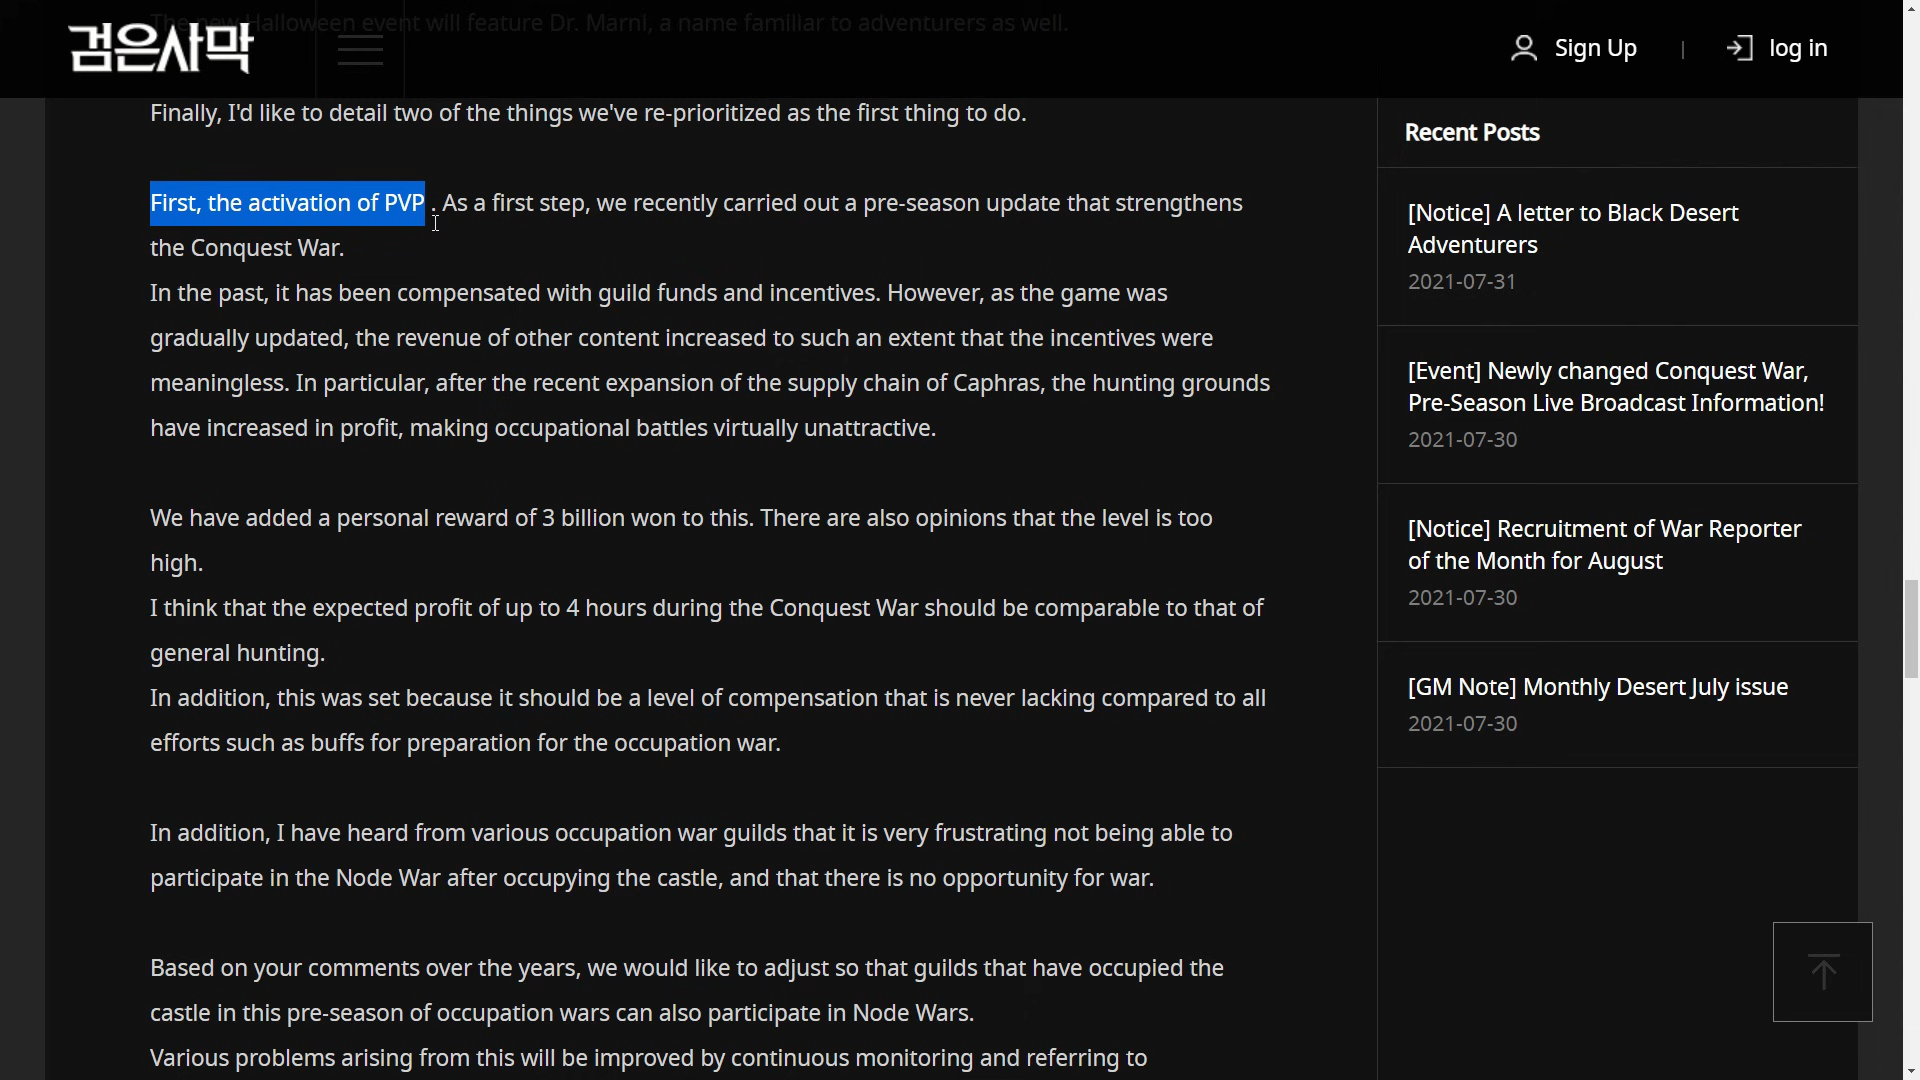 The new Halloween event will feature Dr. Marni, a name familiar to adventurers as well.
검은사막
Sign Up
|
log in
Finally, I'd like to detail two of the things we've re-prioritized as the first thing to do.
First, the activation of PVP . As a first step, we recently carried out a pre-season update that strengthens
the Conquest War.
In the past, it has been compensated with guild funds and incentives. However, as the game was
gradually updated, the revenue of other content increased to such an extent that the incentives were
meaningless. In particular, after the recent expansion of the supply chain of Caphras, the hunting grounds
have increased in profit, making occupational battles virtually unattractive.
We have added a personal reward of 3 billion won to this. There are also opinions that the level is too
high.
I think that the expected profit of up to 4 hours during the Conquest War should be comparable to that of
general hunting.
In addition, this was set because it should be a level of compensation that is never lacking compared to all
efforts such as buffs for preparation for the occupation war.
In addition, I have heard from various occupation war guilds that it is very frustrating not being able to
participate in the Node War after occupying the castle, and that there is no opportunity for war.
Based on your comments over the years, we would like to adjust so that guilds that have occupied the
castle in this pre-season of occupation wars can also participate in Node Wars.
Various problems arising from this will be improved by continuous monitoring and referring to
Recent Posts
[Notice] A letter to Black Desert
Adventurers
2021-07-31
[Event] Newly changed Conquest War,
Pre-Season Live Broadcast Information!
2021-07-30
[Notice] Recruitment of War Reporter
of the Month for August
2021-07-30
[GM Note] Monthly Desert July issue
2021-07-30